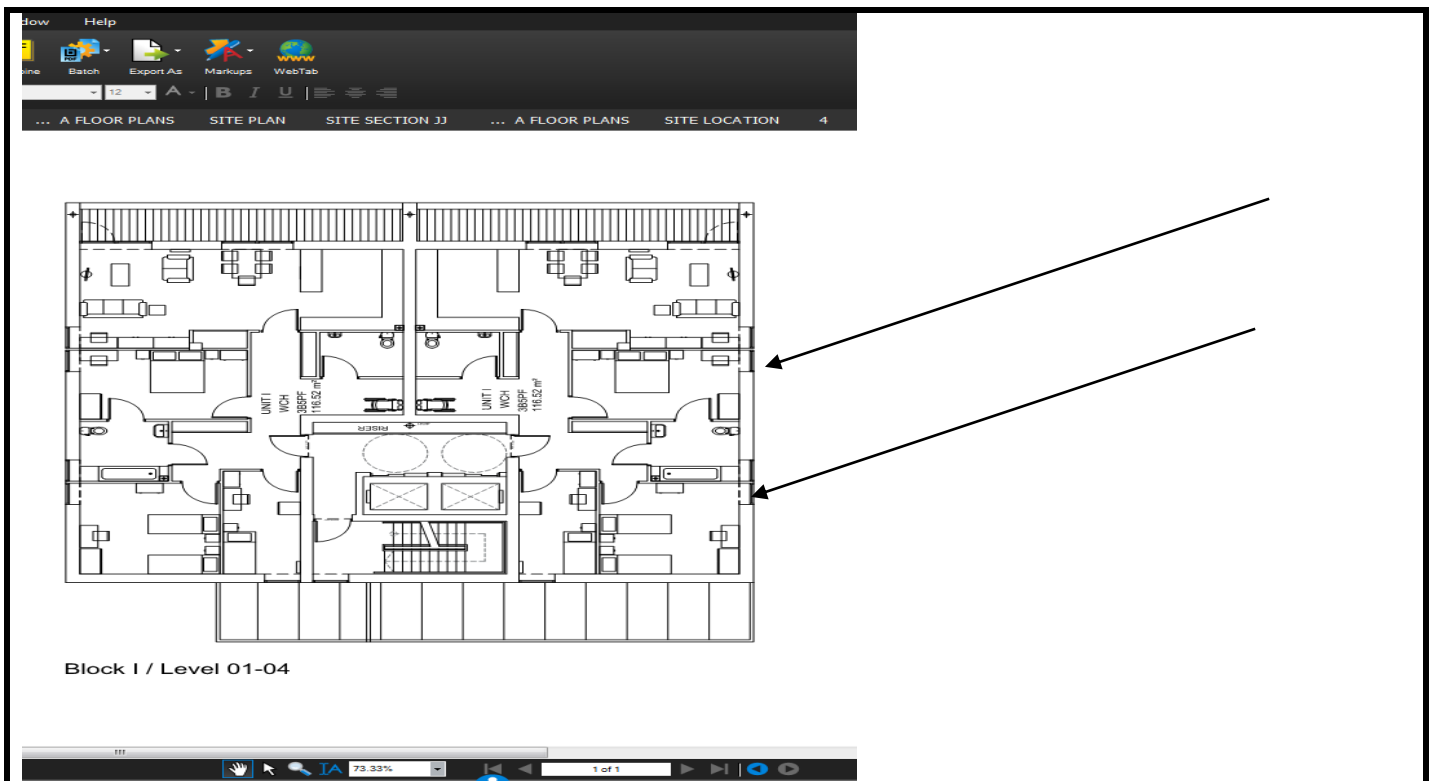 dow Help
bine Batch Export As Markups WebTab
12 A B I U
... A FLOOR PLANS SITE PLAN SITE SECTION JJ ... A FLOOR PLANS SITE LOCATION 4
UNIT I
WCH
3B5PF
116.52 m²
UNIT I
WCH
3B5PF
116.52 m²
RISER
Block I / Level 01-04
IA 73.33% 1 of 1